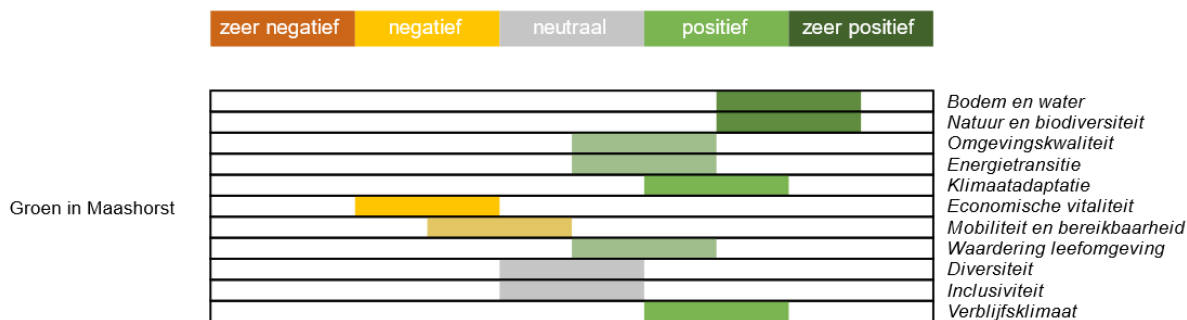 zeer negatief negatief neutraal positief zeer positief
Bodem en water
Natuur en biodiversiteit
Omgevingskwaliteit
Energietransitie
Klimaatadaptatie
Groen in Maashorst
Economische vitaliteit
Mobiliteit en bereikbaarheid
Waardering leefomgeving
Diversiteit
Inclusiviteit
Verblijfsklimaat